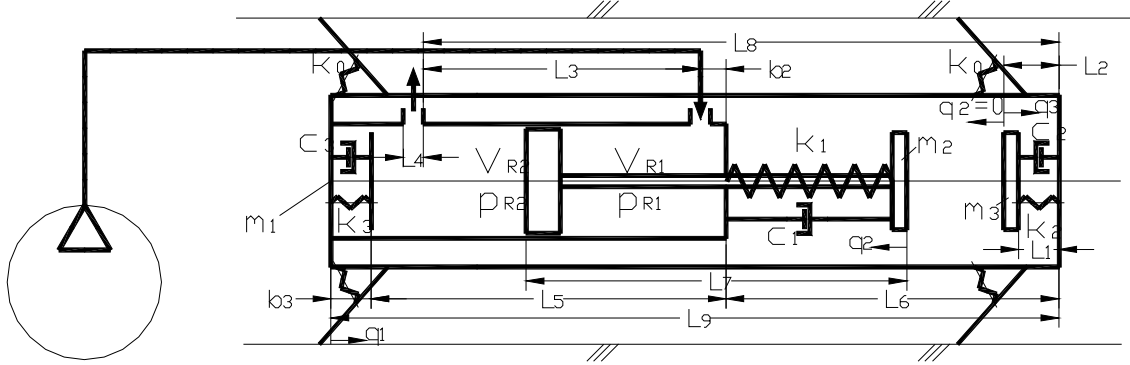 L8
K0
L3
b2
K0
L2
q2=0
q3
C3
C2
L4
VR2
VR1
K1
m2
PR2
PR1
m1
K3
m3
K2
C1
q2
L1
L7
b3
L5
L6
L9
q1